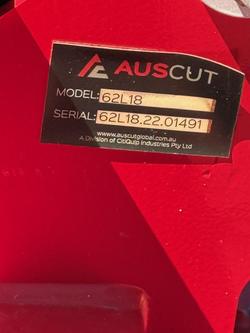 AUSCUT
MODEL: 62L18
SERIAL: 62L18.22.01491
www.auscutglobal.com.au
A Division of CitiQuip Industries Pty Ltd